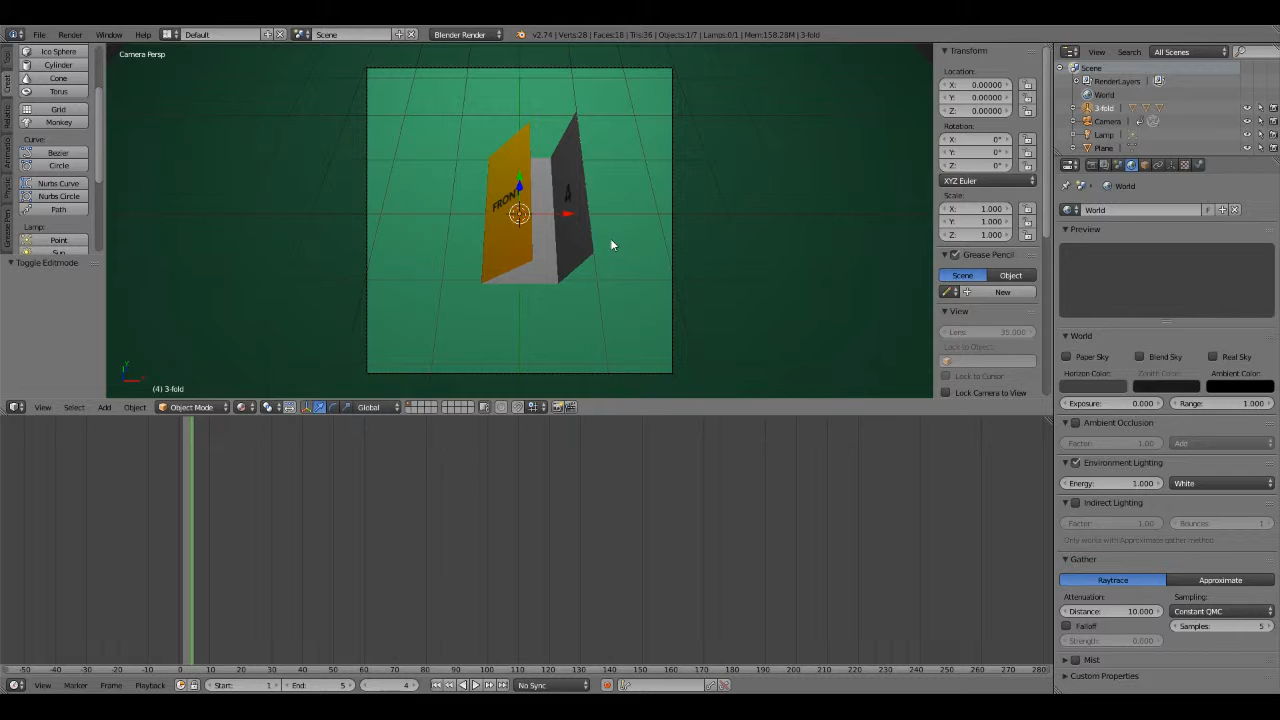 File Render Window Help Default Scene Blender Render v2.74 | Verts:28 | Faces:18 | Tris:36 | Objects:1/7 | Lamps:0/1 | Mem:158.28M | 3-fold
View Search All Scenes
Ico Sphere
Cylinder
Cone
Torus
Grid
Monkey
Curve:
Bezier
Circle
Nurbs Curve
Nurbs Circle
Path
Lamp:
Point
Sun
Toggle Editmode
Camera Persp
FRONT
(4) 3-fold
Transform
Location:
X: 0.00000
Y: 0.00000
Z: 0.00000
Rotation:
X: 0°
Y: 0°
Z: 0°
XYZ Euler
Scale:
X: 1.000
Y: 1.000
Z: 1.000
Grease Pencil
Scene Object
New
View
Lens: 35.000
Lock to Object:
Lock to Cursor
Lock Camera to View
Scene
RenderLayers
World
3-fold
Camera
Lamp
Plane
World
World F
Preview
World
Paper Sky Blend Sky Real Sky
Horizon Color: Zenith Color: Ambient Color:
Exposure: 0.000 Range: 1.000
Ambient Occlusion
Factor: 1.00 Add
Environment Lighting
Energy: 1.000 White
Indirect Lighting
Factor: 1.00 Bounces: 1
Only works with Approximate gather method
Gather
Raytrace Approximate
Attenuation: Sampling:
Distance: 10.000 Constant QMC
Falloff Samples: 5
Strength: 0.000
Mist
Custom Properties
View Select Add Object Object Mode Global
-50 -40 -30 -20 -10 0 10 20 30 40 50 60 70 80 90 100 110 120 130 140 150 160 170 180 190 200 210 220 230 240 250 260 270 280
View Marker Frame Playback Start: 1 End: 5 4 No Sync